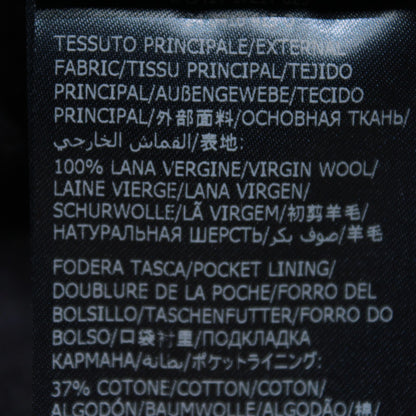 TESSUTO PRINCIPALE/EXTERNAL
FABRIC/TISSU PRINCIPAL/TEJIDO
PRINCIPAL/AUßENGEWEBE/TECIDO
PRINCIPAL/外部面料/ОСНОВНАЯ ТКАНЬ/
القماش الخارجي/表地:
100% LANA VERGINE/VIRGIN WOOL/
LAINE VIERGE/LANA VIRGEN/
SCHURWOLLE/LÃ VIRGEM/初剪羊毛/
НАТУРАЛЬНАЯ ШЕРСТЬ/صوف بكر/羊毛
FODERA TASCA/POCKET LINING/
DOUBLURE DE LA POCHE/FORRO DEL
BOLSILLO/TASCHENFUTTER/FORRO DO
BOLSO/口袋衬里/ПОДКЛАДКА
КАРМАНА/بطانة/ポケットライニング:
37% COTONE/COTTON/COTON/
ALGODÓN/BAUMWOLLE/ALGODÃO/棉/